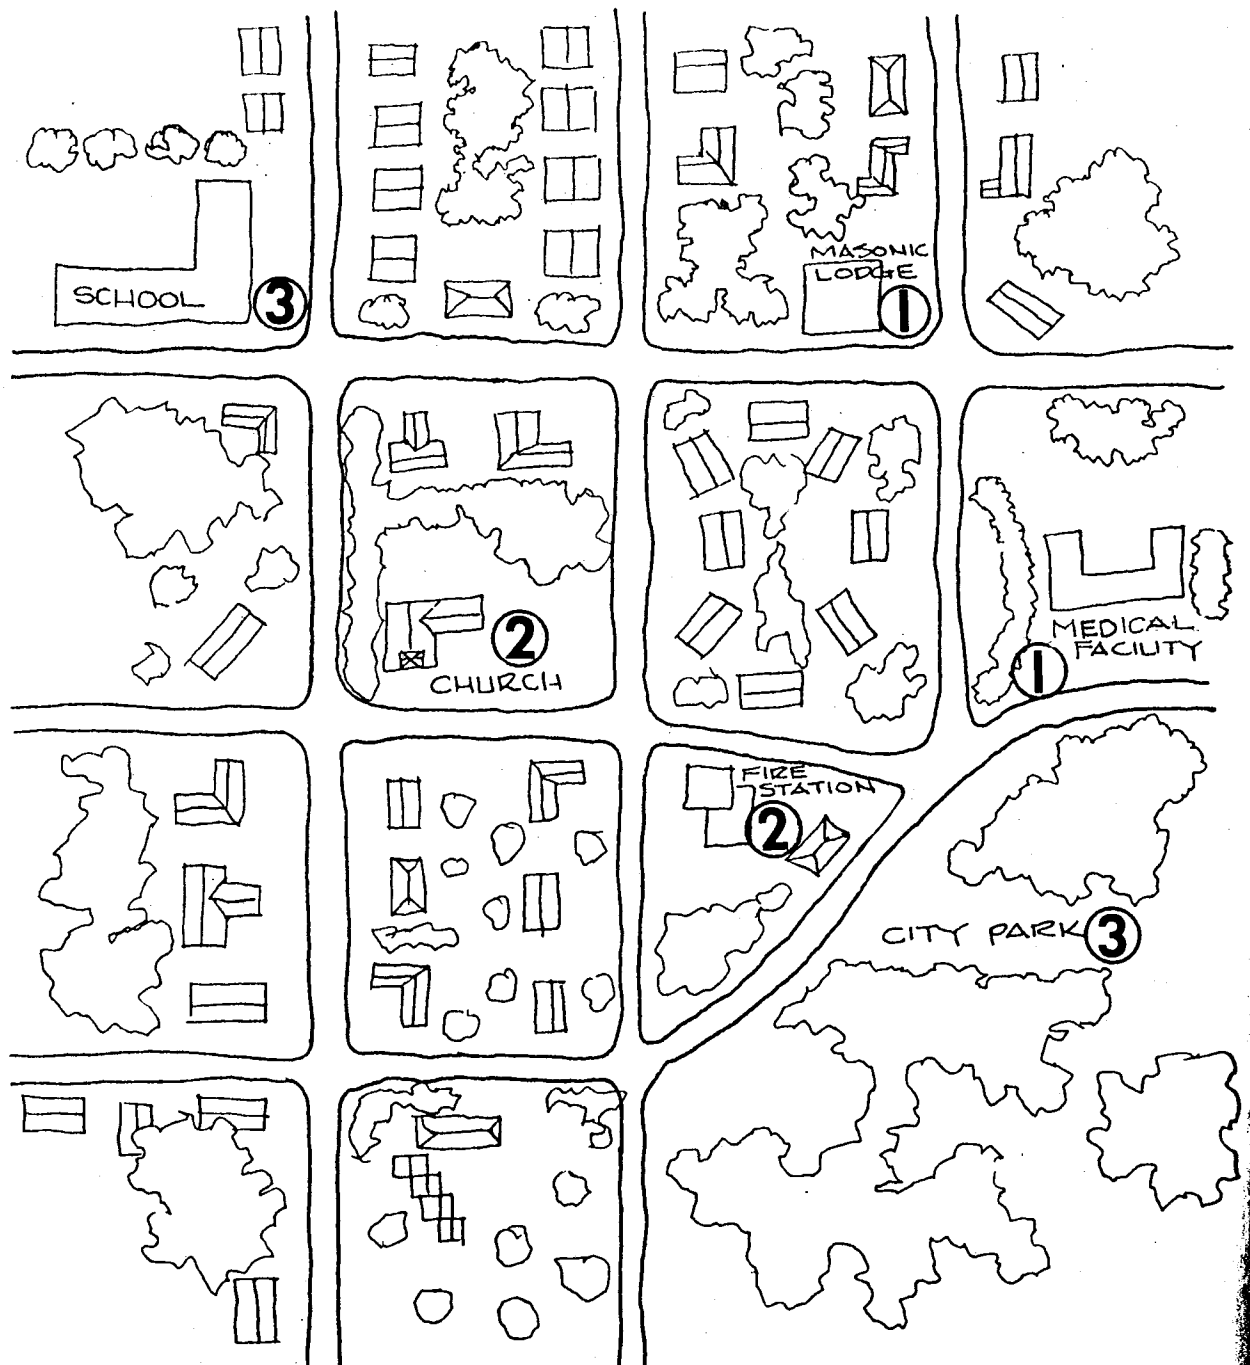 MASONIC
LODGE
1
SCHOOL
3
2
CHURCH
MEDICAL
FACILITY
1
FIRE
STATION
2
CITY PARK
3